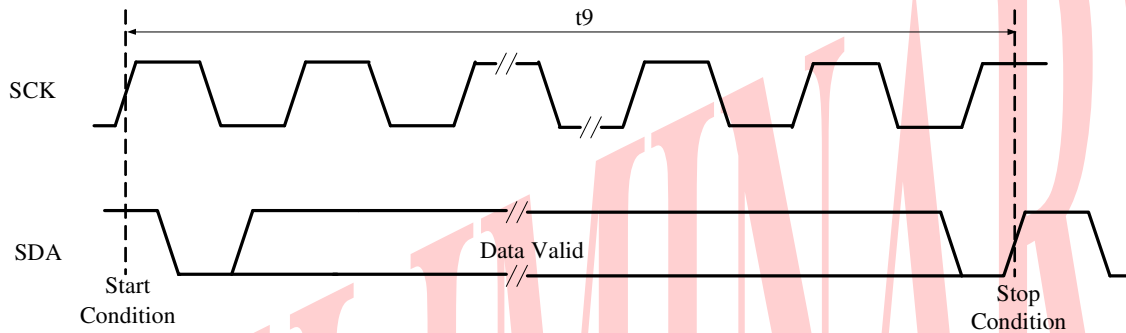 t9
SCK
SDA
Data Valid
Start
Condition
Stop
Condition